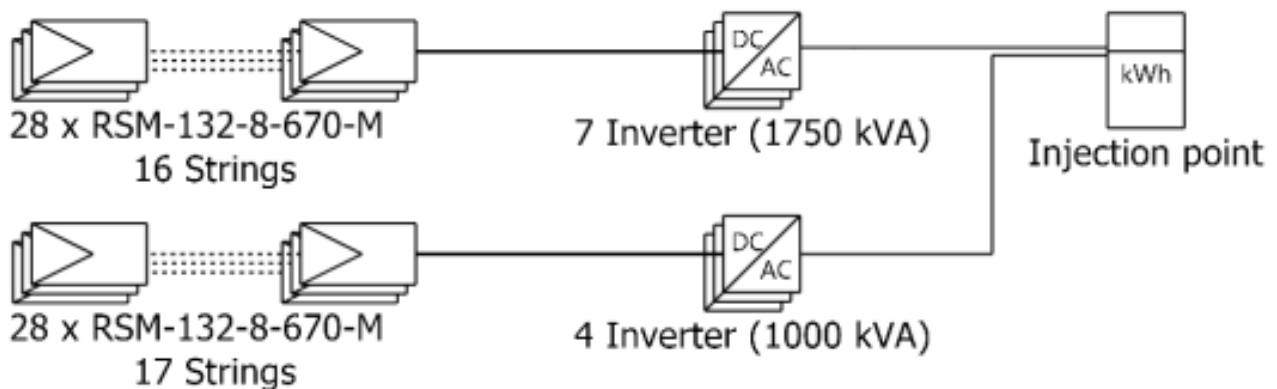 DC
AC
kWh
28 x RSM-132-8-670-M
16 Strings
7 Inverter (1750 kVA)
Injection point
DC
AC
28 x RSM-132-8-670-M
17 Strings
4 Inverter (1000 kVA)